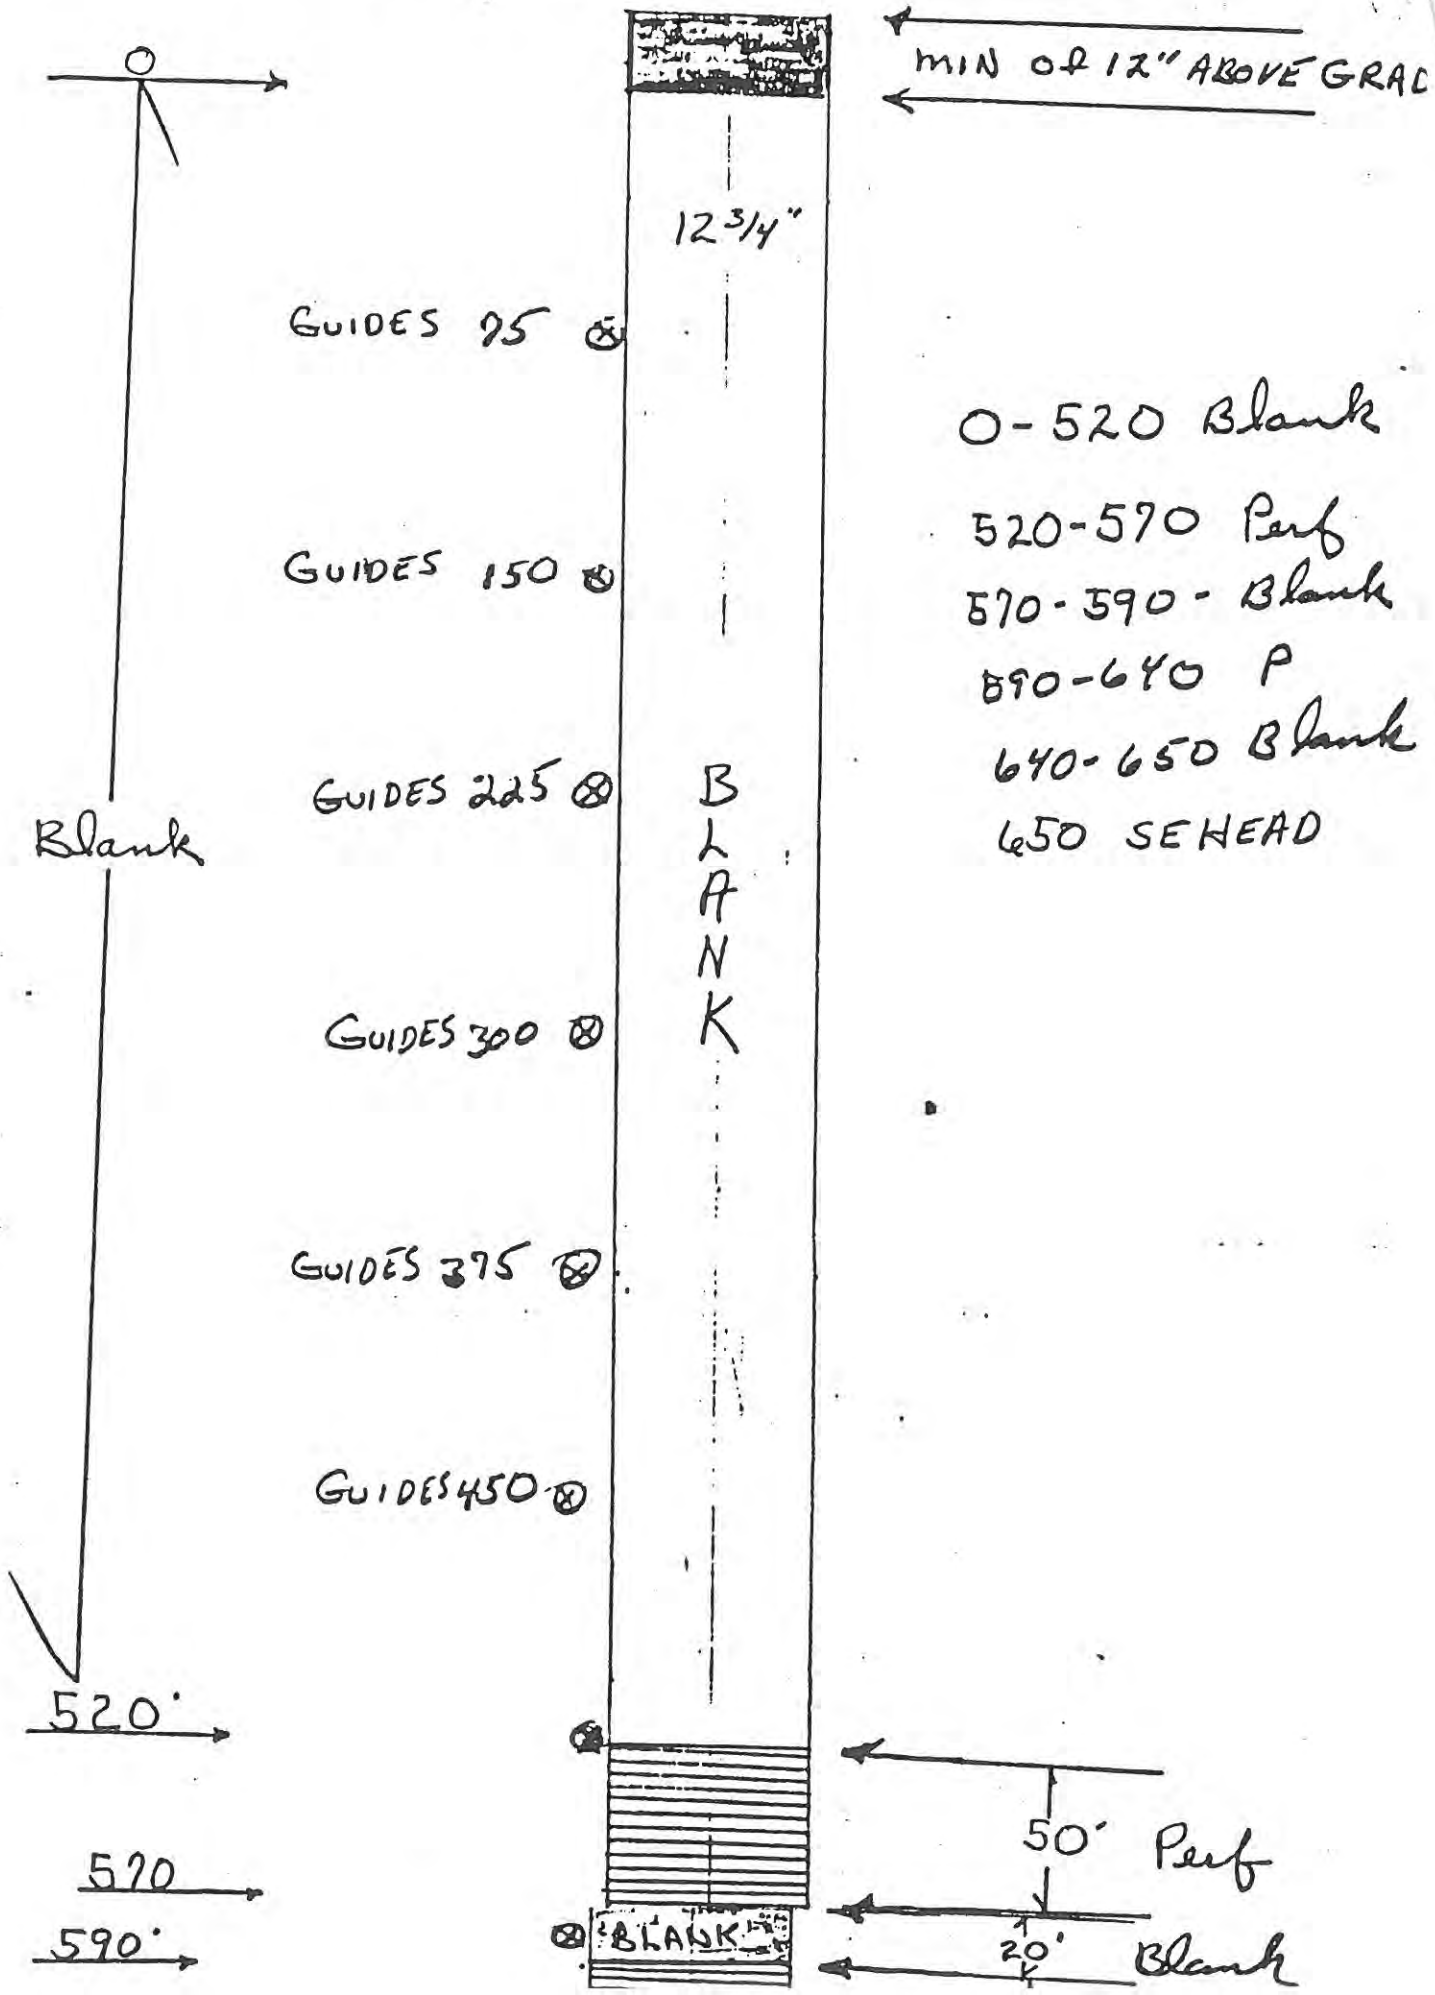 O
MIN OF 12" ABOVE GRAD
12 3/4"
GUIDES 75
0-520 Blank
520-570 Perf
GUIDES 150
570-590- Blank
590-640 P
640-650 Blank
GUIDES 225
650 SEHEAD
Blank
BLANK
GUIDES 300
GUIDES 375
GUIDES 450
520'
50' Perf
570
BLANK
590'
20' Blank